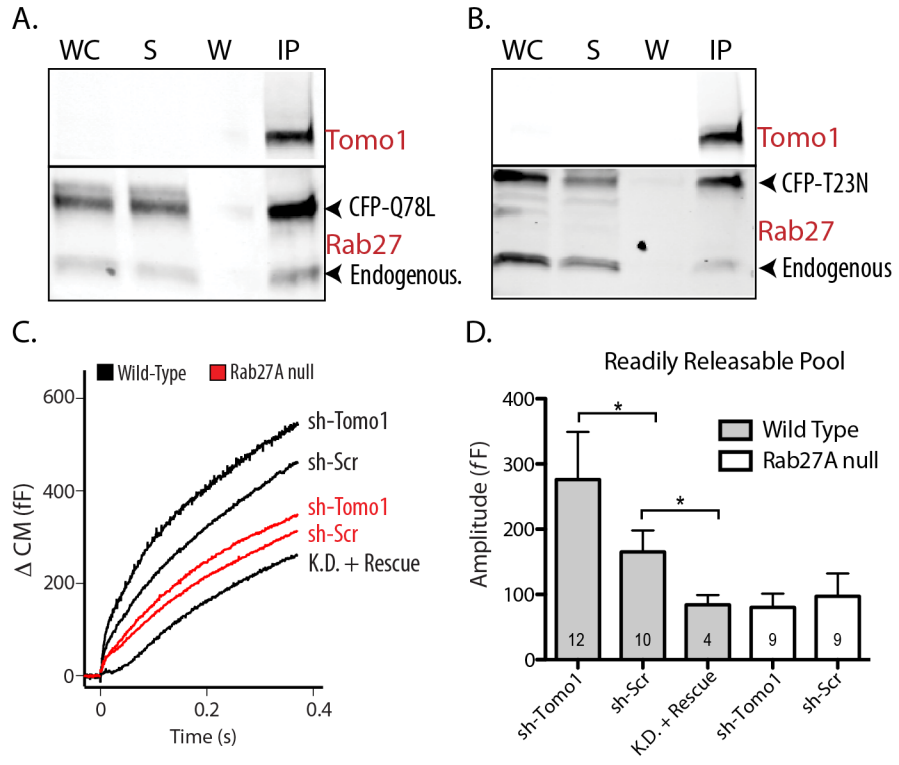 A.
WC S W IP
Tomo1
CFP-Q78L
Rab27
Endogenous.
B.
WC S W IP
Tomo1
CFP-T23N
Rab27
Endogenous
C.
Wild-Type Rab27A null
600
400
200
0
Δ CM (fF)
sh-Tomo1
sh-Scr
sh-Tomo1
sh-Scr
K.D. + Rescue
0 0.2 0.4
Time (s)
D.
Readily Releasable Pool
400
300
200
100
0
Amplitude (fF)
*
*
Wild Type
Rab27A null
12 10 4 9 9
sh-Tomo1 sh-Scr K.D. + Rescue sh-Tomo1 sh-Scr